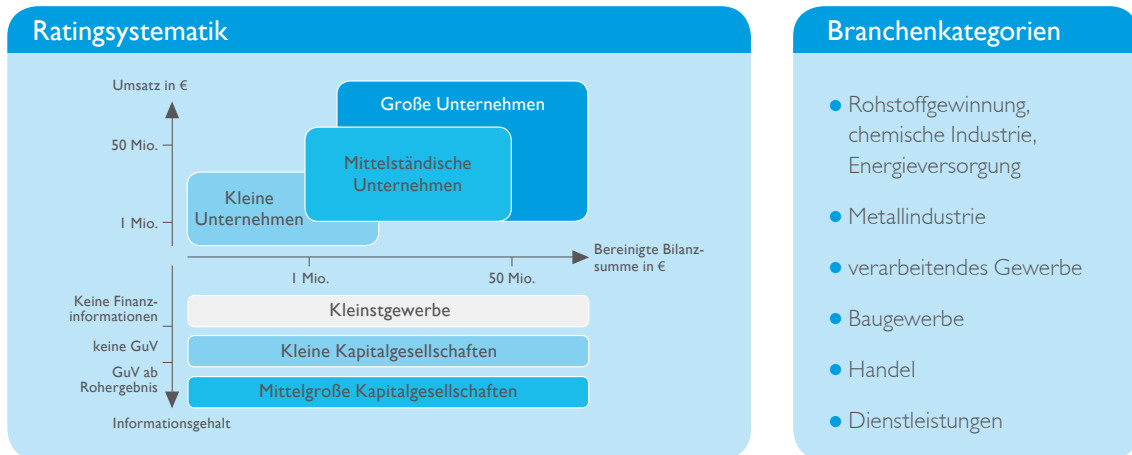 Ratingsystematik
Umsatz in €
50 Mio.
1 Mio.
Große Unternehmen
Mittelständische
Unternehmen
Kleine
Unternehmen
Bereinigte Bilanz-
summe in €
1 Mio.
50 Mio.
Keine Finanz-
informationen
keine GuV
GuV ab
Rohergebnis
Informationsgehalt
Kleinstgewerbe
Kleine Kapitalgesellschaften
Mittelgroße Kapitalgesellschaften
Branchenkategorien
Rohstoffgewinnung,
chemische Industrie,
Energieversorgung
Metallindustrie
verarbeitendes Gewerbe
Baugewerbe
Handel
Dienstleistungen